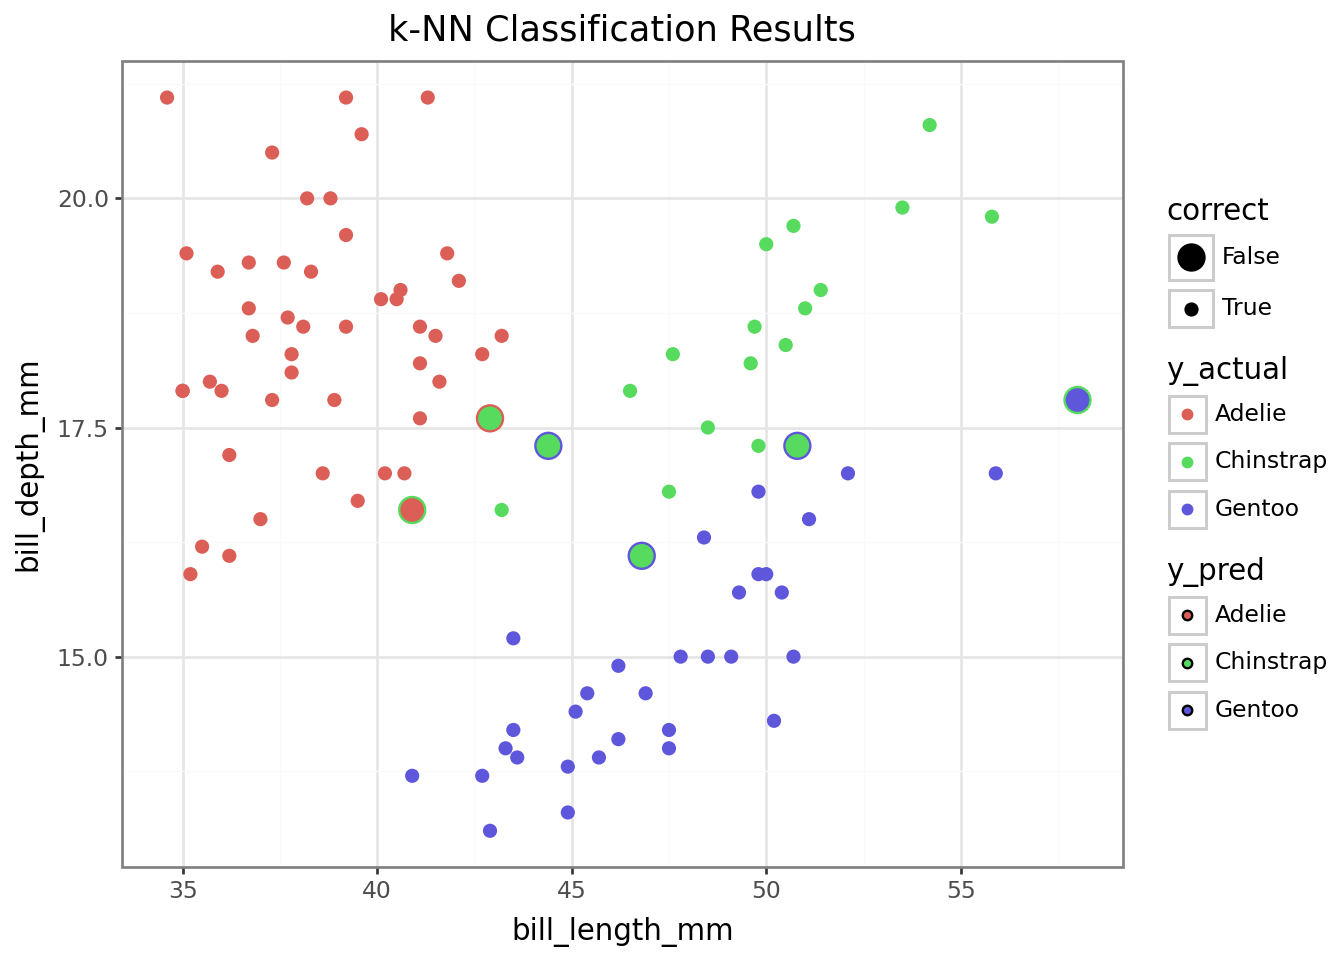 k-NN Classification Results
bill_depth_mm
20.0
17.5
15.0
35
40
45
50
55
bill_length_mm
correct
False
True
y_actual
Adelie
Chinstrap
Gentoo
y_pred
Adelie
Chinstrap
Gentoo